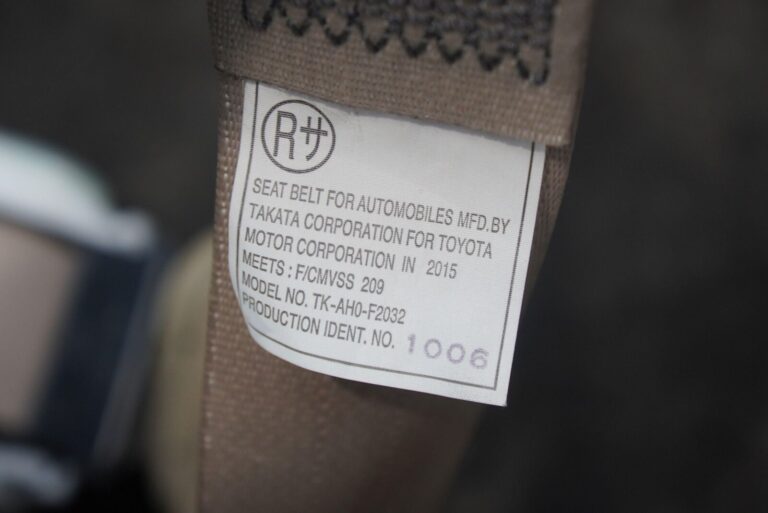 Rサ
SEAT BELT FOR AUTOMOBILES MFD.BY
TAKATA CORPORATION FOR TOYOTA
MOTOR CORPORATION IN 2015
MEETS : F/CMVSS 209
MODEL NO. TK-AH0-F2032
PRODUCTION IDENT. NO. 1006